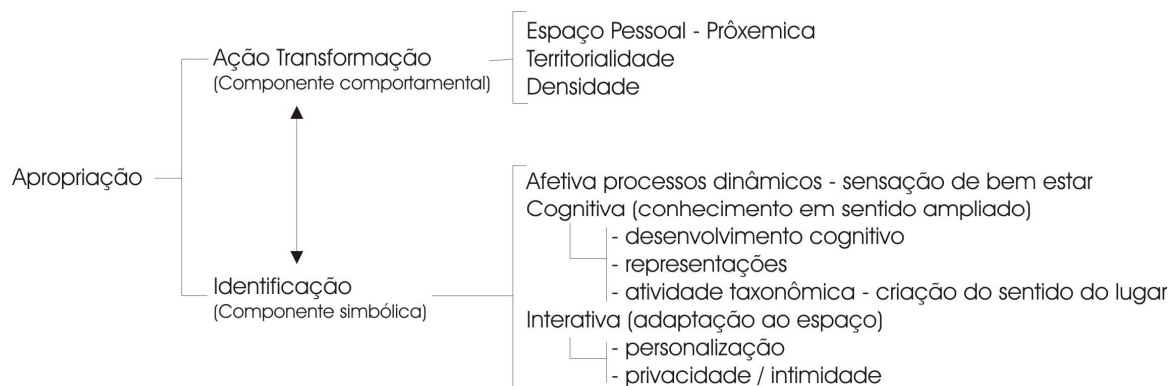 Espaço Pessoal - Prôxemica
Ação Transformação
Territorialidade
(Componente comportamental)
Densidade
Apropriação
Afetiva processos dinâmicos - sensação de bem estar
Cognitiva (conhecimento em sentido ampliado)
- desenvolvimento cognitivo
- representações
Identificação
- atividade taxonômica - criação do sentido do lugar
(Componente simbólica)
Interativa (adaptação ao espaço)
- personalização
- privacidade / intimidade